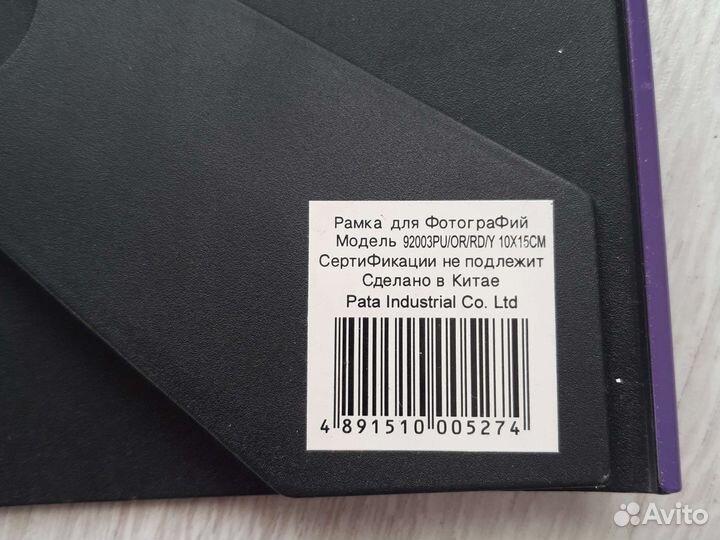 Рамка для ФотограФий
Модель 92003PU/OR/RD/Y 10X15CM
СертиФикации не подлежит
Сделано в Китае
Pata Industrial Co. Ltd
4 891510 005274
Avito